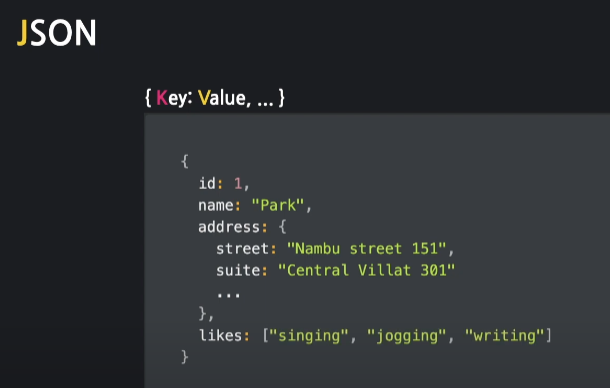 JSON
{ Key: Value, ... }
{
id: 1,
name: "Park",
address: {
street: "Nambu street 151",
suite: "Central Villat 301"
...
},
likes: ["singing", "jogging", "writing"]
}